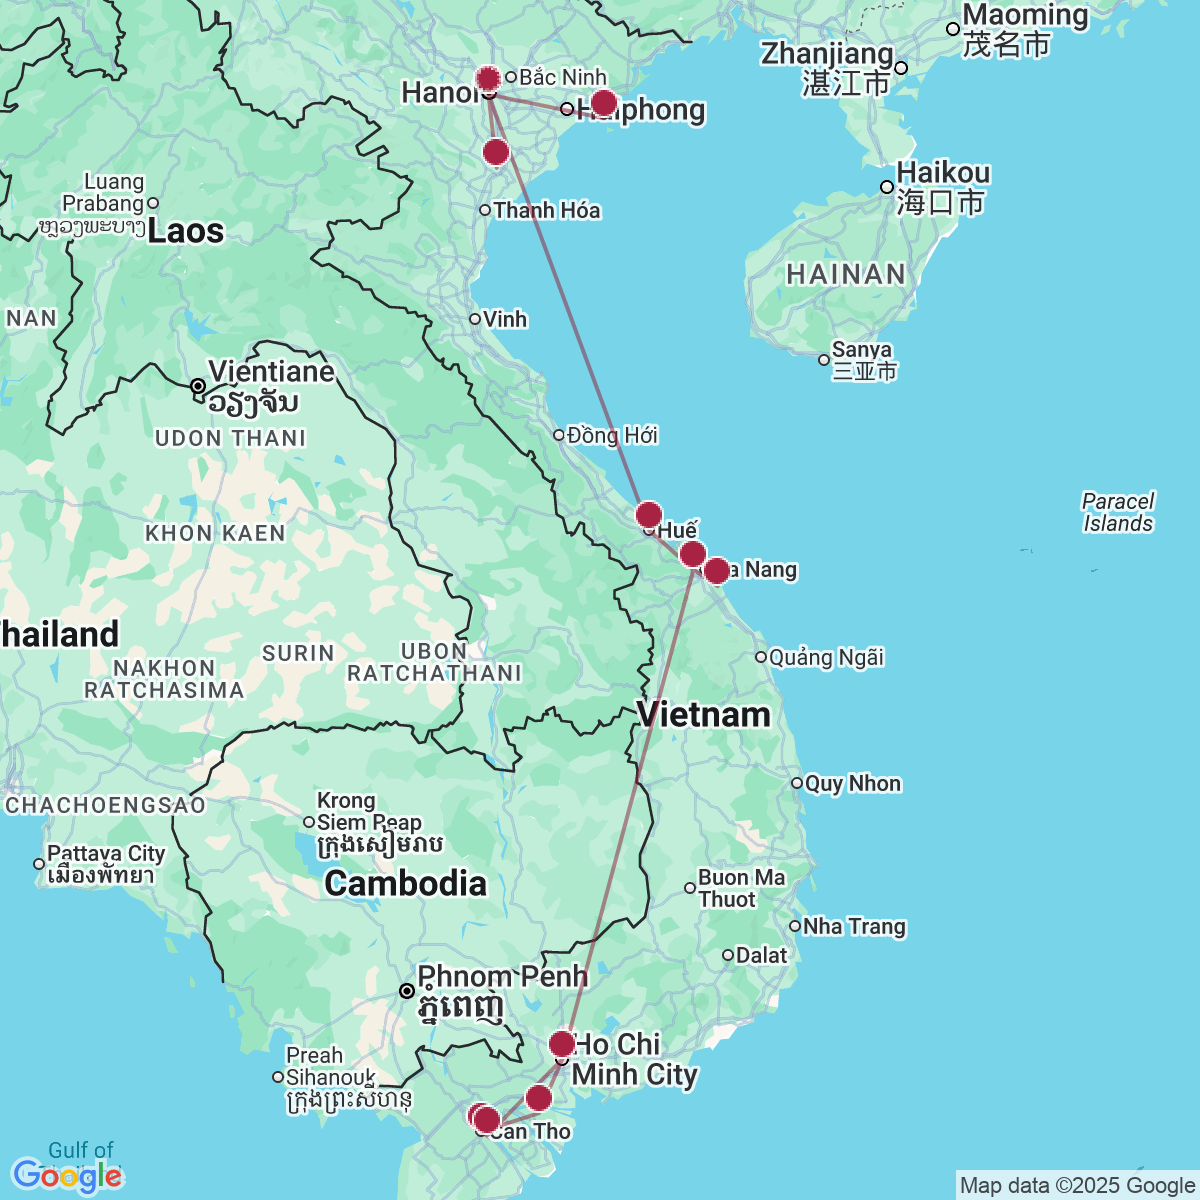 Maoming
茂名市
Zhanjiang
湛江市
Bắc Ninh
Hanoi
Haiphong
Haikou
海口市
Luang
Prabang
ຫຼວງພະບາງ
Laos
Thanh Hóa
HAINAN
NAN
Vinh
Sanya
三亚市
Vientiane
ວຽງຈັນ
UDON THANI
Đồng Hới
Paracel
Islands
KHON KAEN
Huế
Da Nang
Thailand
SURIN
UBON
RATCHATHANI
NAKHON
RATCHASIMA
Quảng Ngãi
Vietnam
CHACHOENGSAO
Krong
Siem Reap
ក្រុងសៀមរាប
Quy Nhon
Pattaya City
เมืองพัทยา
Cambodia
Buon Ma
Thuot
Nha Trang
Dalat
Phnom Penh
ភ្នំពេញ
Ho Chi
Minh City
Preah
Sihanouk
ក្រុងព្រះសីហនុ
Can Tho
Gulf of
Google
Map data ©2025 Google